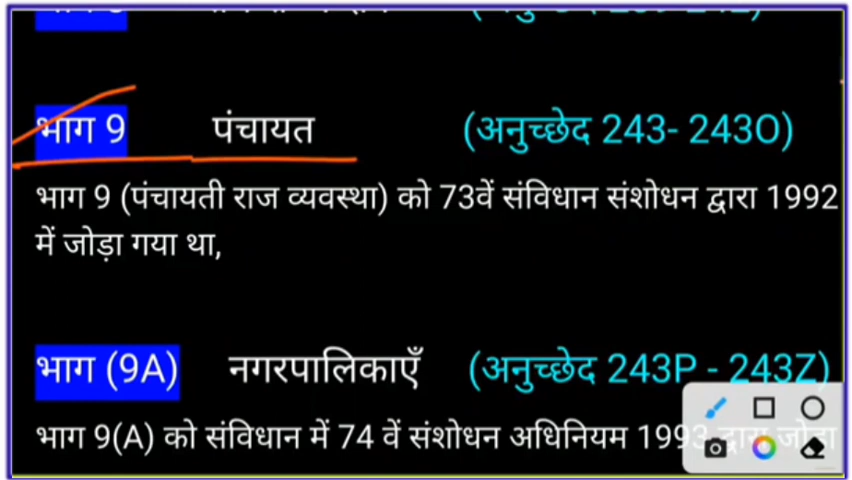 भाग 9 पंचायत (अनुच्छेद 243- 243O)
भाग 9 (पंचायती राज व्यवस्था) को 73वें संविधान संशोधन द्वारा 1992
में जोड़ा गया था,
भाग (9A) नगरपालिकाएँ (अनुच्छेद 243P - 243Z)
भाग 9(A) को संविधान में 74 वें संशोधन अधिनियम 1993 द्वारा जोड़ा